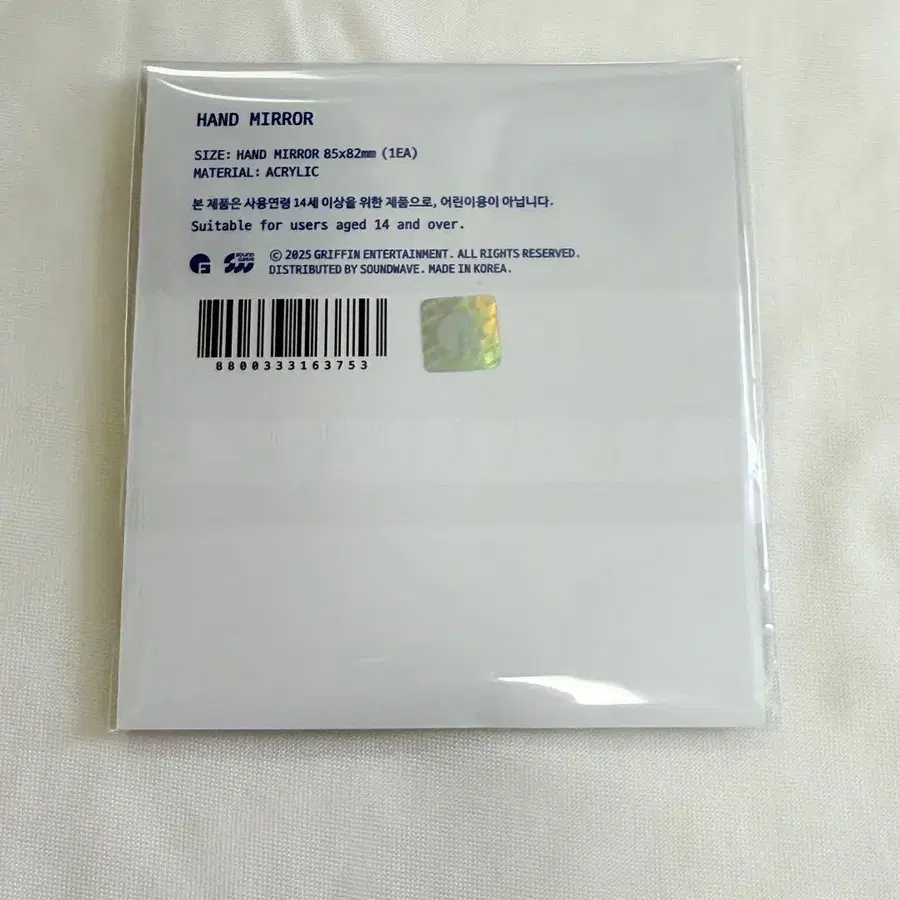 HAND MIRROR
SIZE: HAND MIRROR 85x82mm (1EA)
MATERIAL: ACRYLIC
본 제품은 사용연령 14세 이상을 위한 제품으로, 어린이용이 아닙니다.
Suitable for users aged 14 and over.
SOUND WAVE © 2025 GRIFFIN ENTERTAINMENT. ALL RIGHTS RESERVED.
DISTRIBUTED BY SOUNDWAVE. MADE IN KOREA.
8800333163753